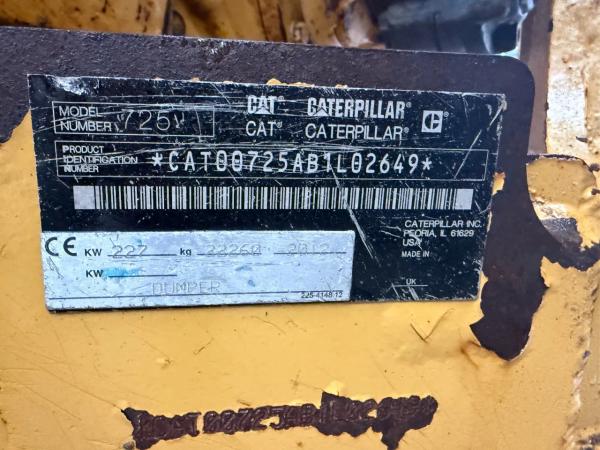 MODEL NUMBER 725
CAT® CATERPILLAR®
CAT® CATERPILLAR® C
PRODUCT IDENTIFICATION NUMBER
*CAT00725AB1L02649*
CATERPILLAR INC.
PEORIA, IL 61629
USA
MADE IN
UK
CE KW 227 kg 22260 2012
KW
DUMPER
225-4148 12